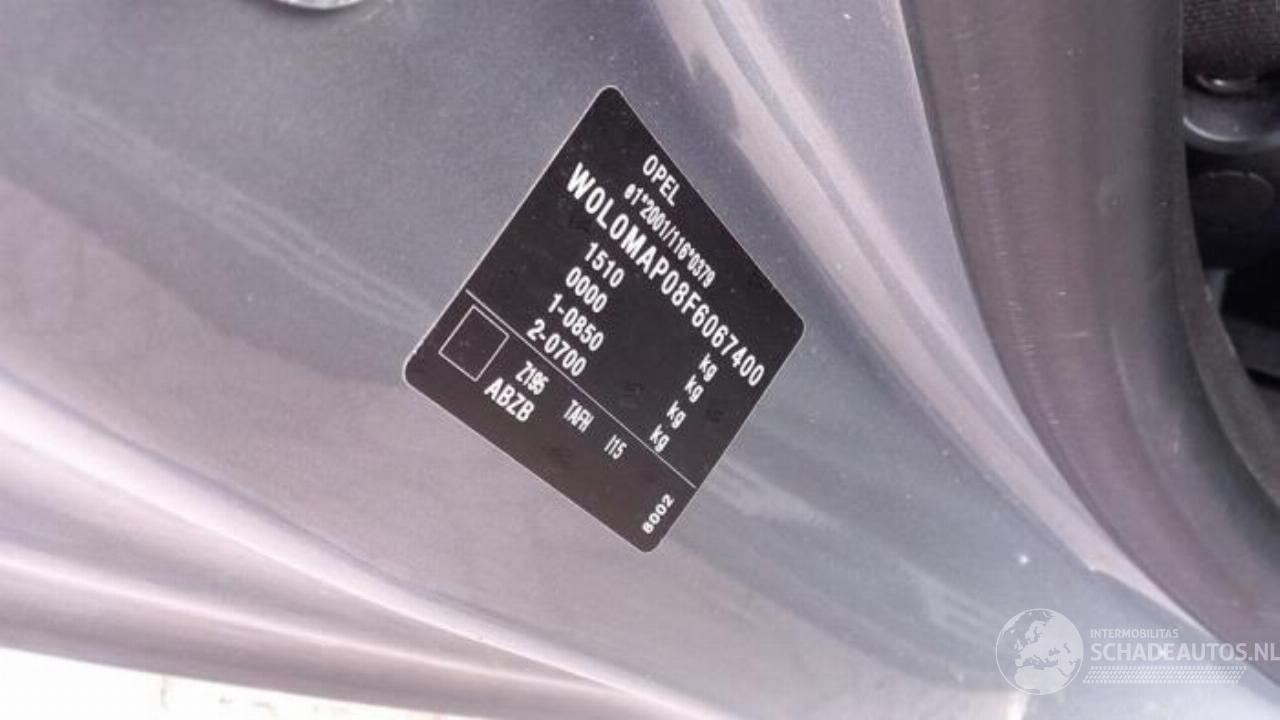 OPEL
e1*2001/116*0379
W0L0MAP08F6067400
1510 kg
0000 kg
1-0850 kg
2-0700 kg
Z195 TAFH I15
ABZB
8002
INTERMOBILITAS
SCHADEAUTOS.NL